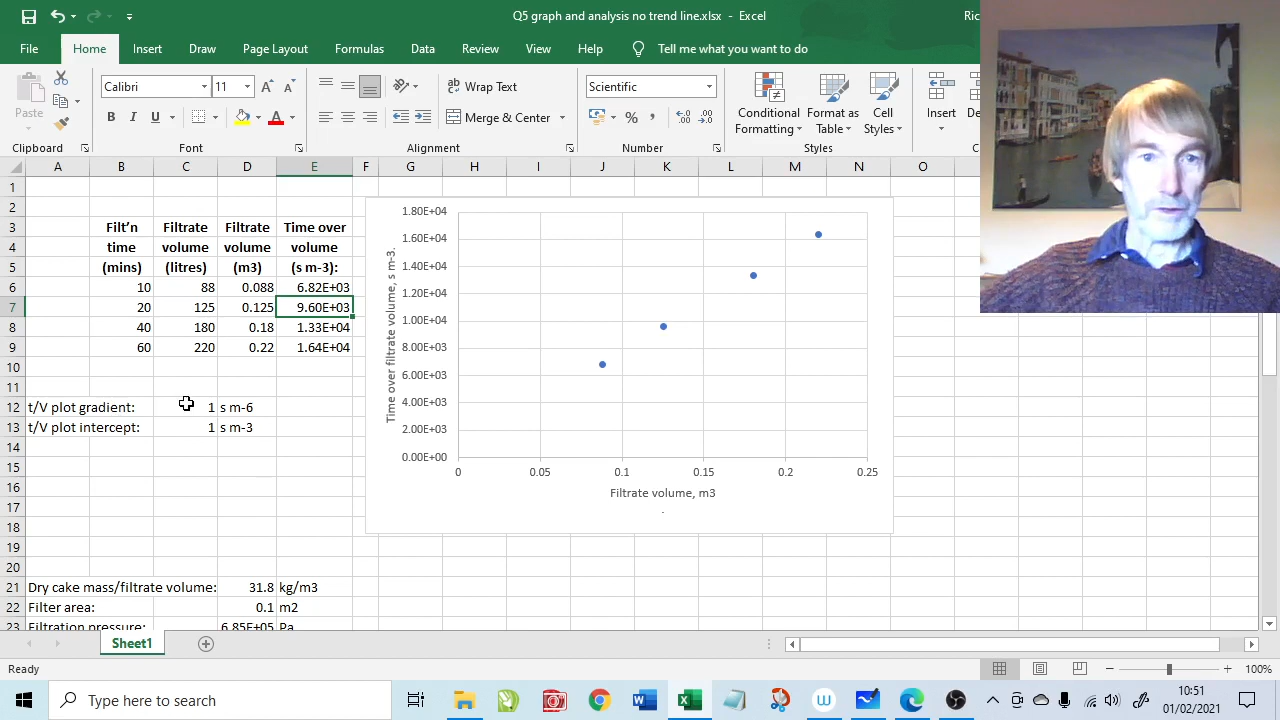 Q5 graph and analysis no trend line.xlsx - Excel
Ric
File Home Insert Draw Page Layout Formulas Data Review View Help Tell me what you want to do
Calibri 11 A A Wrap Text Scientific
Paste B I U A Merge & Center % , Conditional Formatting Format as Table Cell Styles Insert De
Clipboard Font Alignment Number Styles C
A B C D E F G H I J K L M N O
1
2
3 Filt'n Filtrate Filtrate Time over
4 time volume volume volume
5 (mins) (litres) (m3) (s m-3):
6 10 88 0.088 6.82E+03
7 20 125 0.125 9.60E+03
8 40 180 0.18 1.33E+04
9 60 220 0.22 1.64E+04
10
11
12 t/V plot gradient: 1 s m-6
13 t/V plot intercept: 1 s m-3
14
15
16
17
18
19
20
21 Dry cake mass/filtrate volume: 31.8 kg/m3
22 Filter area: 0.1 m2
23 Filtration pressure: 6.85E+05 Pa
Time over filtrate volume, s m-3.
1.80E+04
1.60E+04
1.40E+04
1.20E+04
1.00E+04
8.00E+03
6.00E+03
4.00E+03
2.00E+03
0.00E+00
0 0.05 0.1 0.15 0.2 0.25
Filtrate volume, m3
.
Sheet1
Ready
100%
Type here to search
10:51
01/02/2021